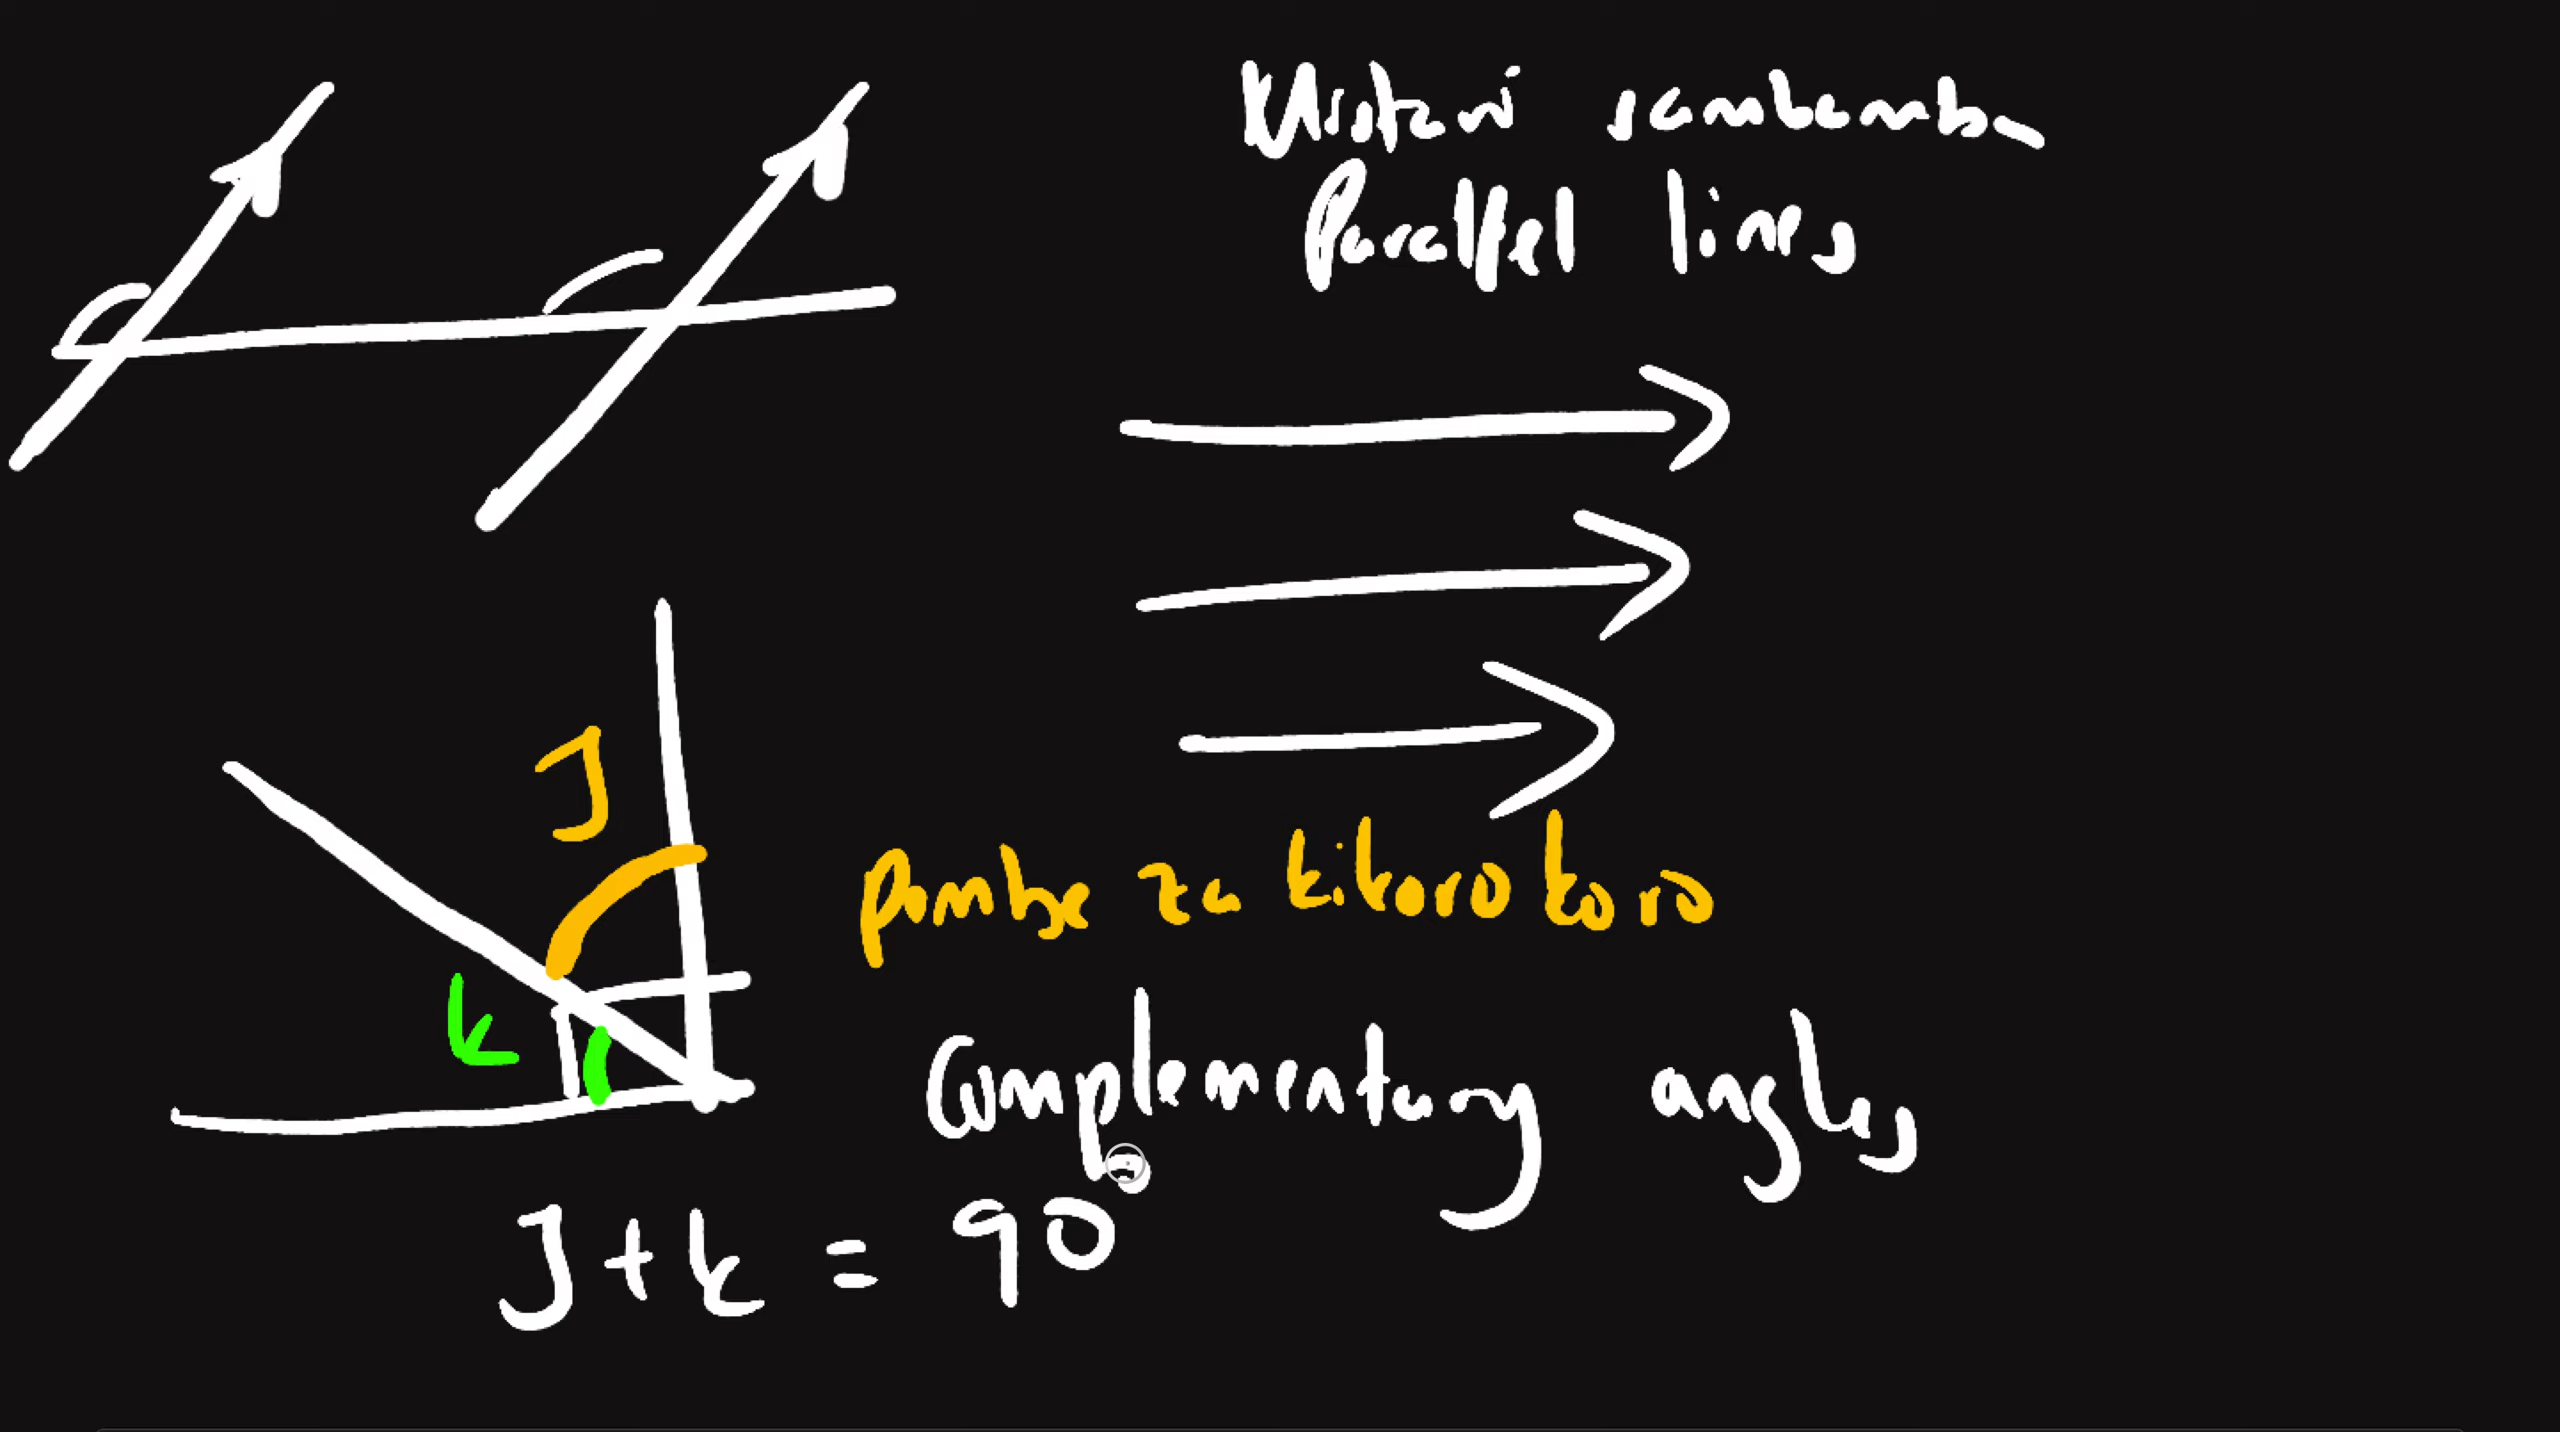 Mistari sambamba
Parallel lines
J
pembe za kikorokoro
k
Complementary angles
J + k = 90°